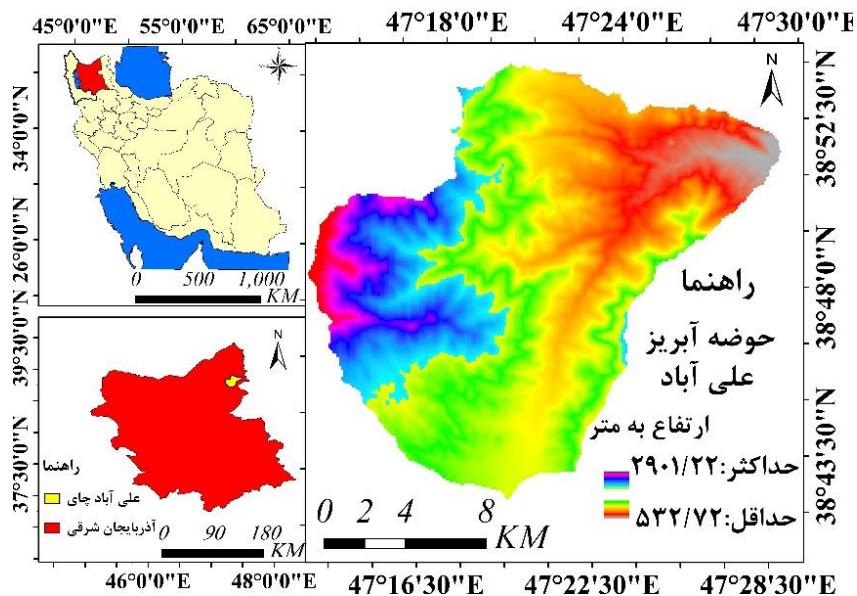 45°0'0"E 55°0'0"E 65°0'0"E
34°0'0"N
26°0'0"N
N
0 500 1,000
KM
39°30'0"N
37°30'0"N
N
راهنما
علی آباد چای
آذربایجان شرقی
0 90 180
KM
46°0'0"E 48°0'0"E
47°18'0"E 47°24'0"E 47°30'0"E
N
38°52'30"N
38°48'0"N
38°43'30"N
راهنما
حوضه آبریز
علی آباد
ارتفاع به متر
حداکثر:۲۹۰۱/۲۲
حداقل:۵۳۲/۷۲
0 2 4 8
KM
47°16'30"E 47°22'30"E 47°28'30"E